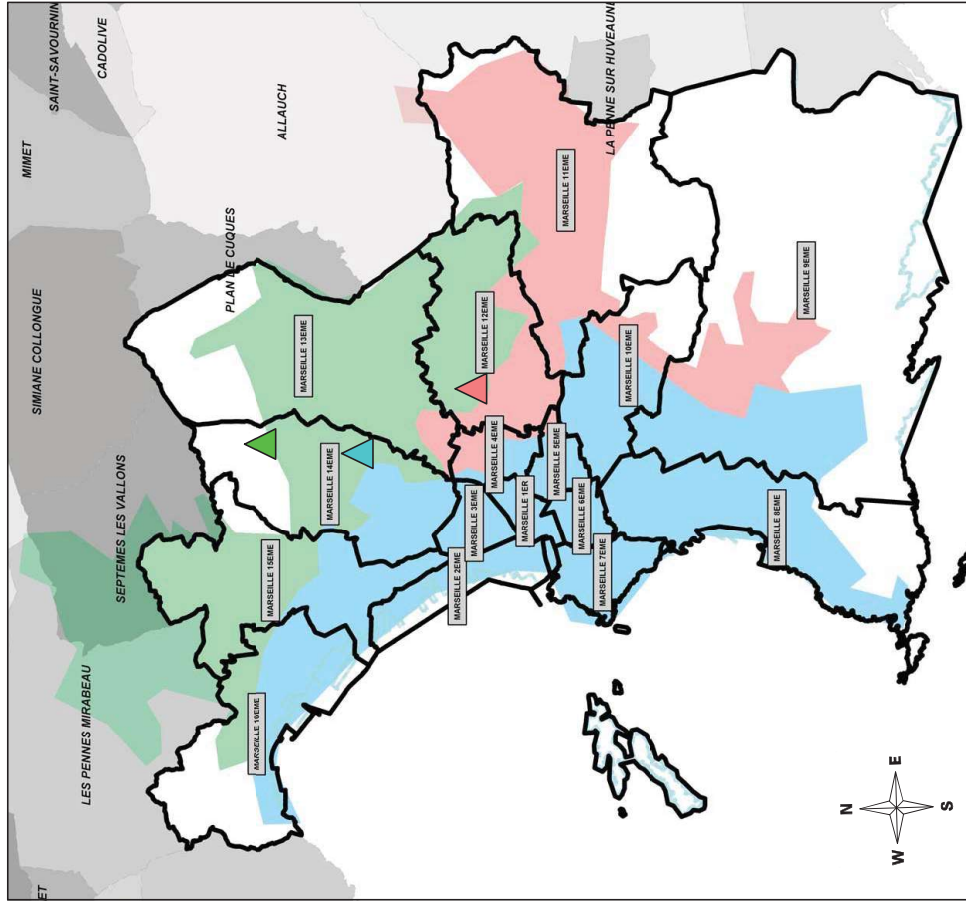 SAINT-SAVOURNIN
CADOLIVE
MIMET
ALLAUCH
SIMIANE COLLONGUE
PLAN DE CUQUES
LA PENNE SUR HUVEAUNE
SEPTEMES LES VALLONS
LES PENNES MIRABEAU
ET
MARSEILLE 11EME
MARSEILLE 13EME
MARSEILLE 12EME
MARSEILLE 14EME
MARSEILLE 15EME
MARSEILLE 16EME
MARSEILLE 4EME
MARSEILLE 3EME
MARSEILLE 2EME
MARSEILLE 1ER
MARSEILLE 5EME
MARSEILLE 6EME
MARSEILLE 7EME
MARSEILLE 10EME
MARSEILLE 9EME
MARSEILLE 8EME
N
W
E
S